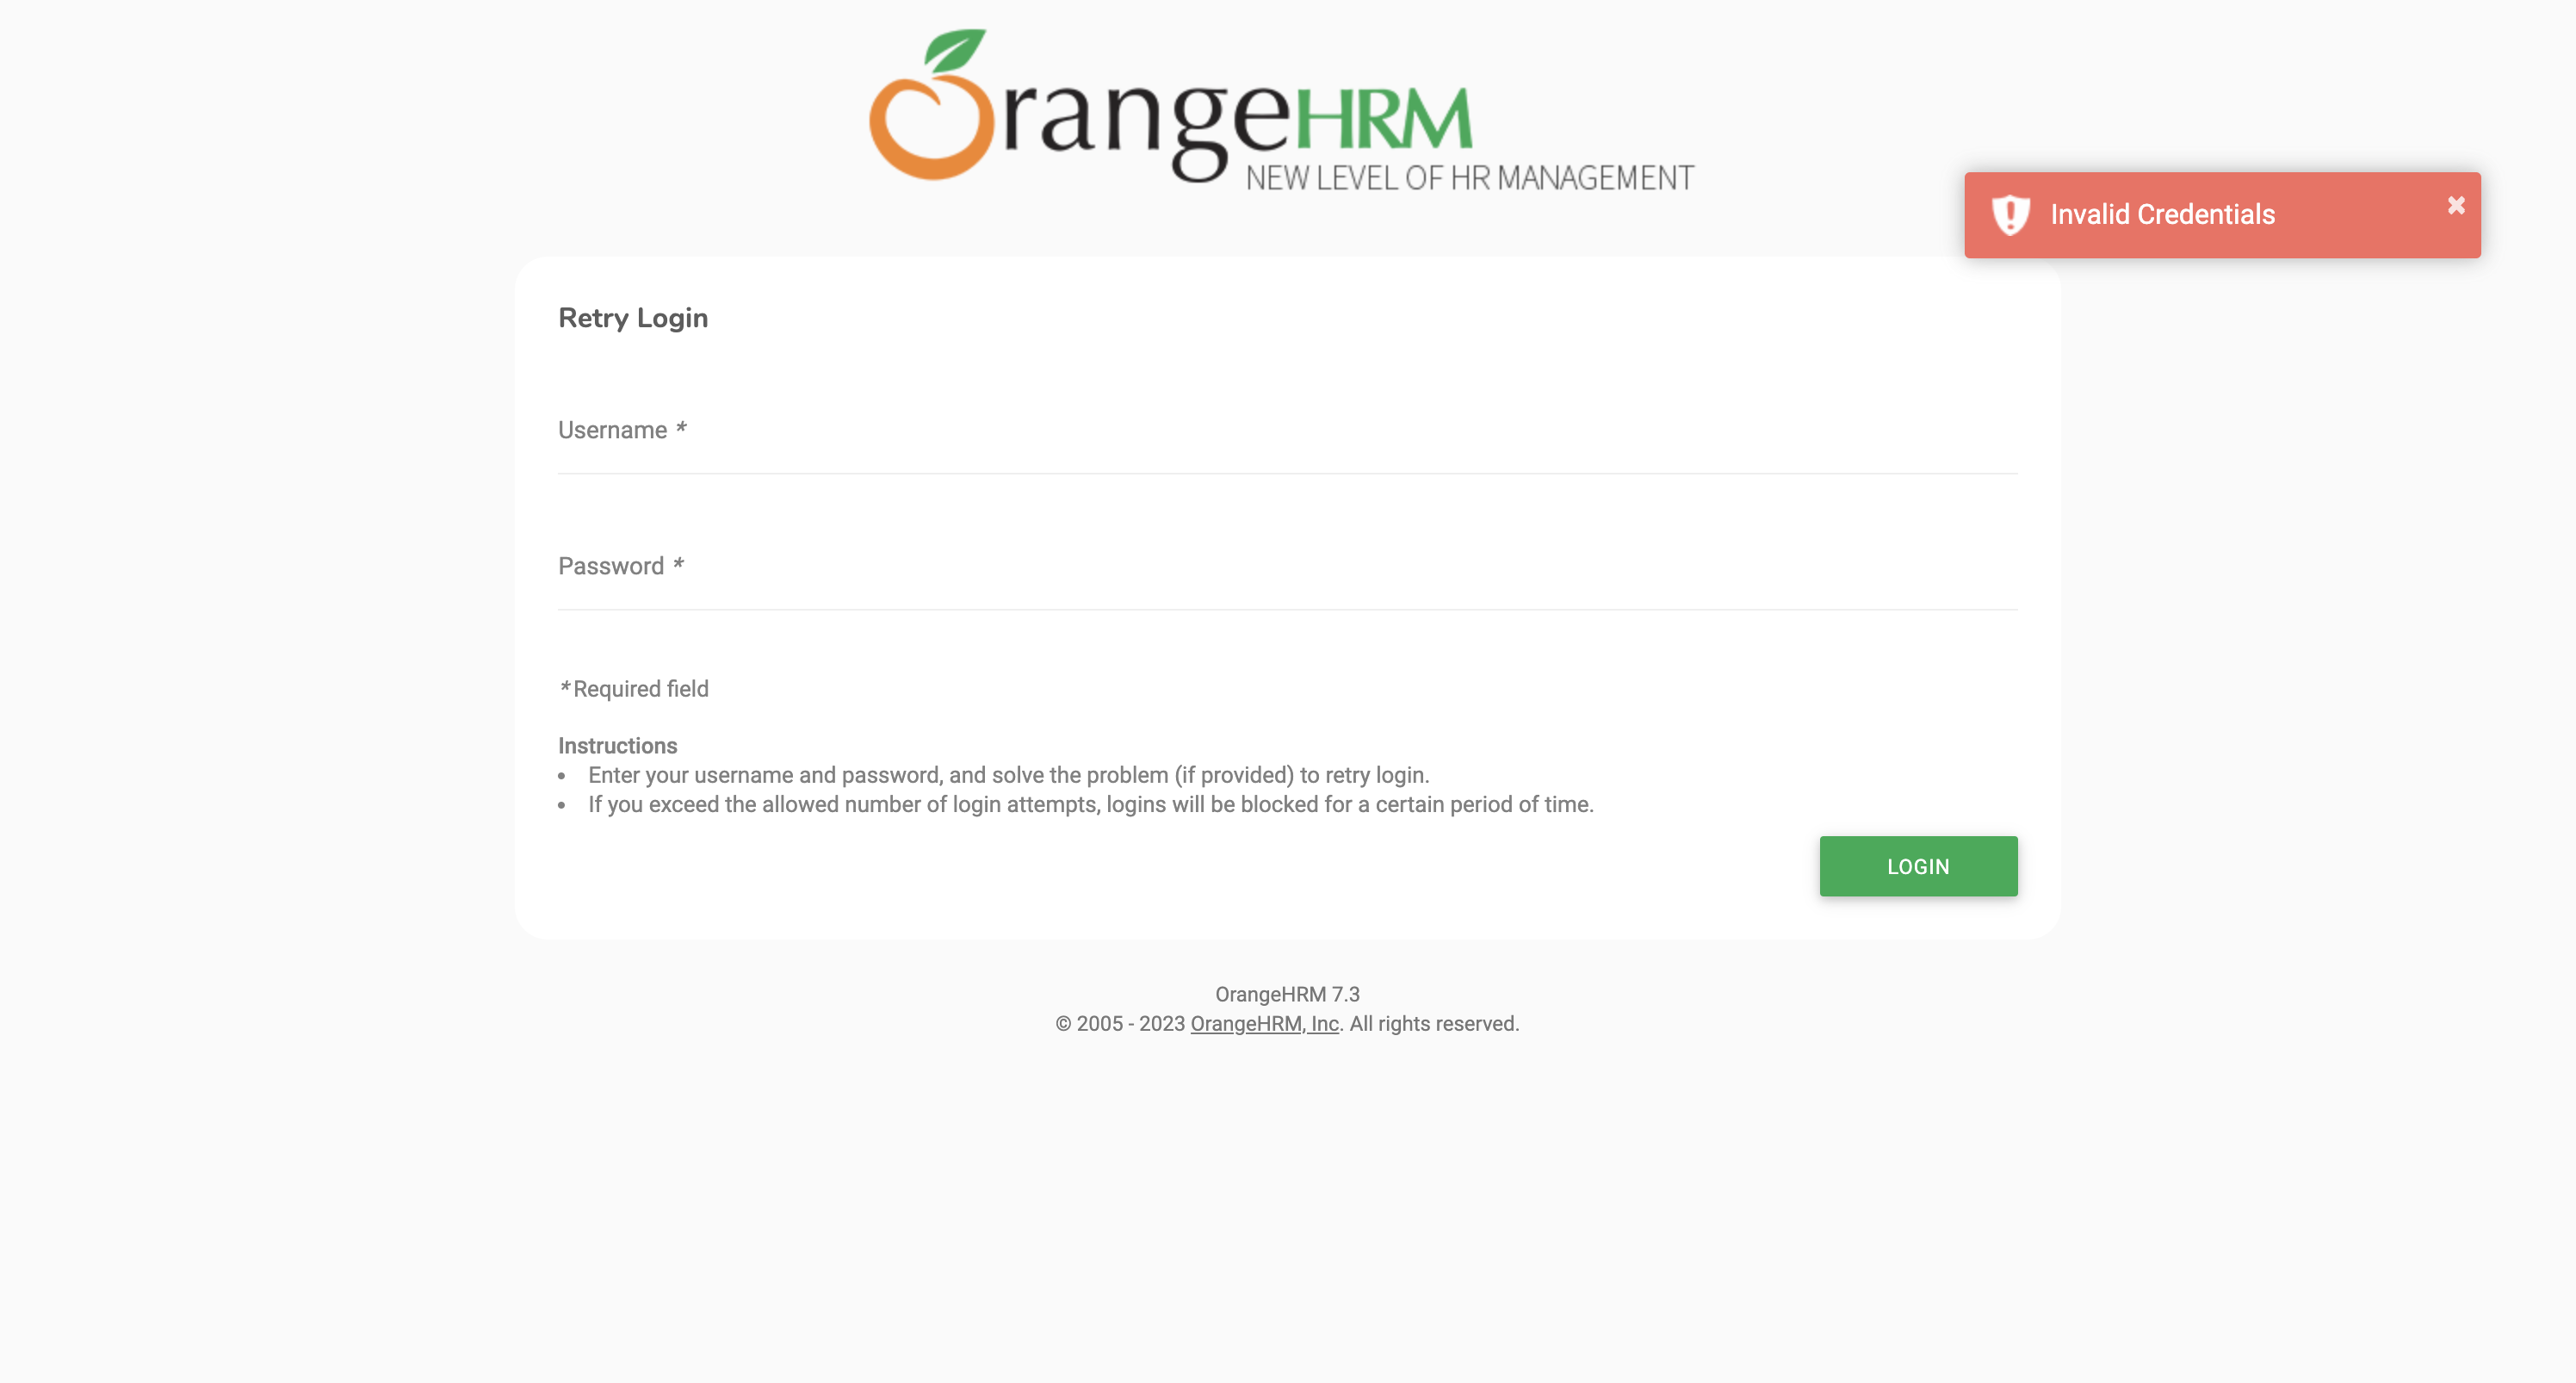 OrangeHRM
NEW LEVEL OF HR MANAGEMENT
Invalid Credentials
Retry Login
Username *
Password *
* Required field
Instructions
• Enter your username and password, and solve the problem (if provided) to retry login.
• If you exceed the allowed number of login attempts, logins will be blocked for a certain period of time.
LOGIN
OrangeHRM 7.3
© 2005 - 2023 OrangeHRM, Inc. All rights reserved.